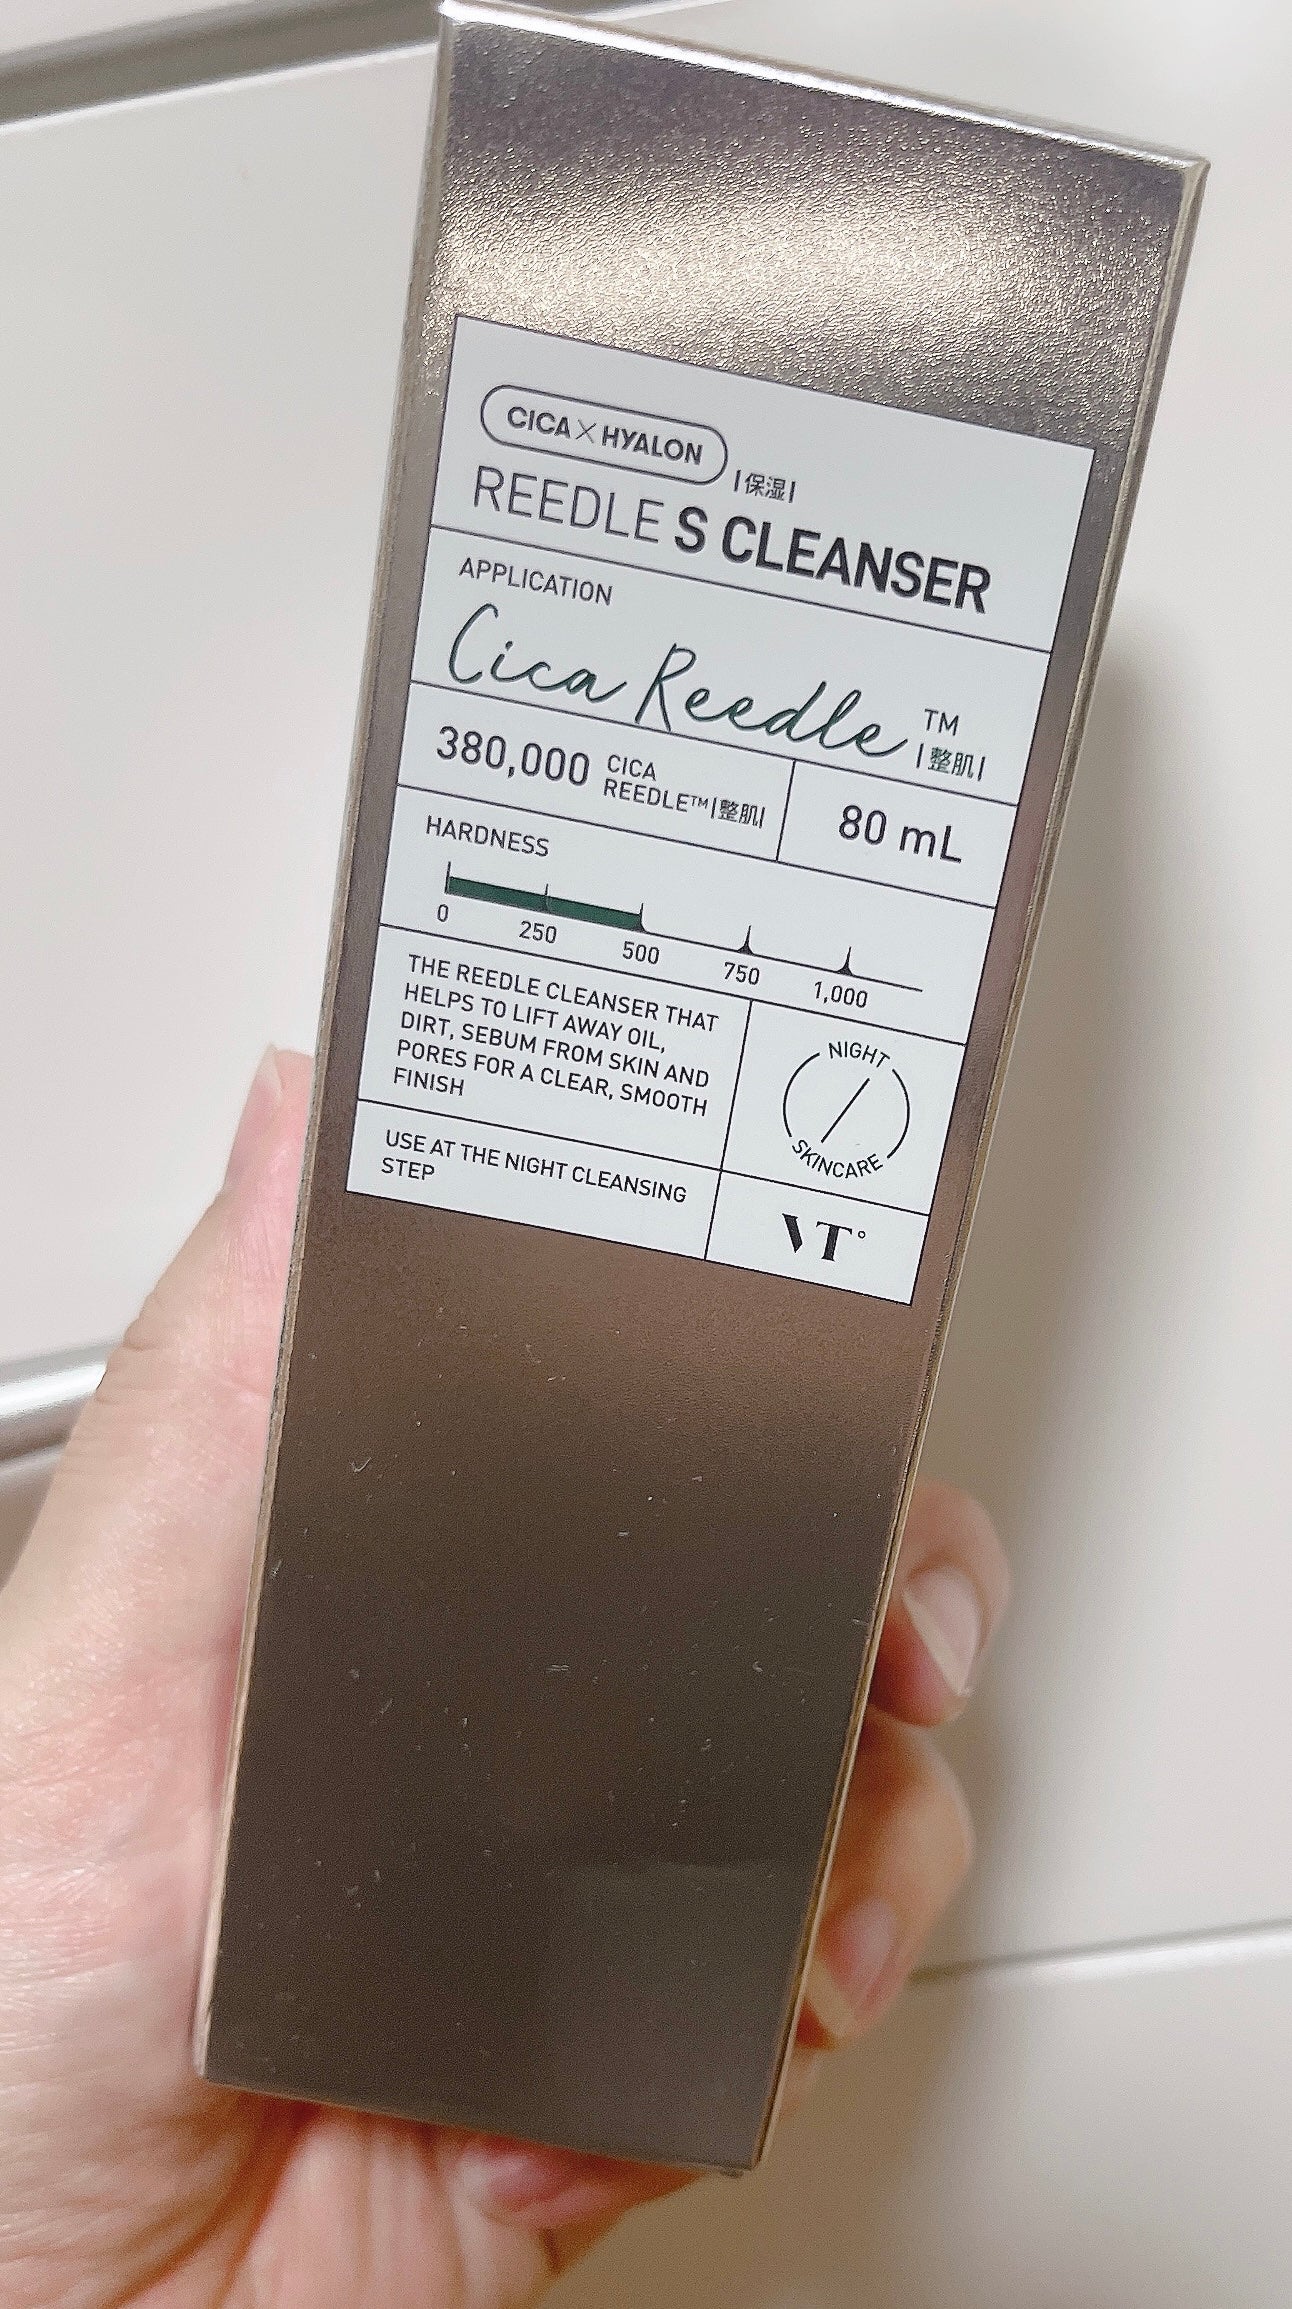 CICA×HYALON |保湿|
REEDLE S CLEANSER
APPLICATION
Cica Reedle™ |整肌|
380,000 CICA
REEDLE™|整肌|
80 mL
HARDNESS
0 250 500 750 1,000
THE REEDLE CLEANSER THAT
HELPS TO LIFT AWAY OIL,
DIRT, SEBUM FROM SKIN AND
PORES FOR A CLEAR, SMOOTH
FINISH
NIGHT
SKINCARE
USE AT THE NIGHT CLEANSING
STEP
VT°